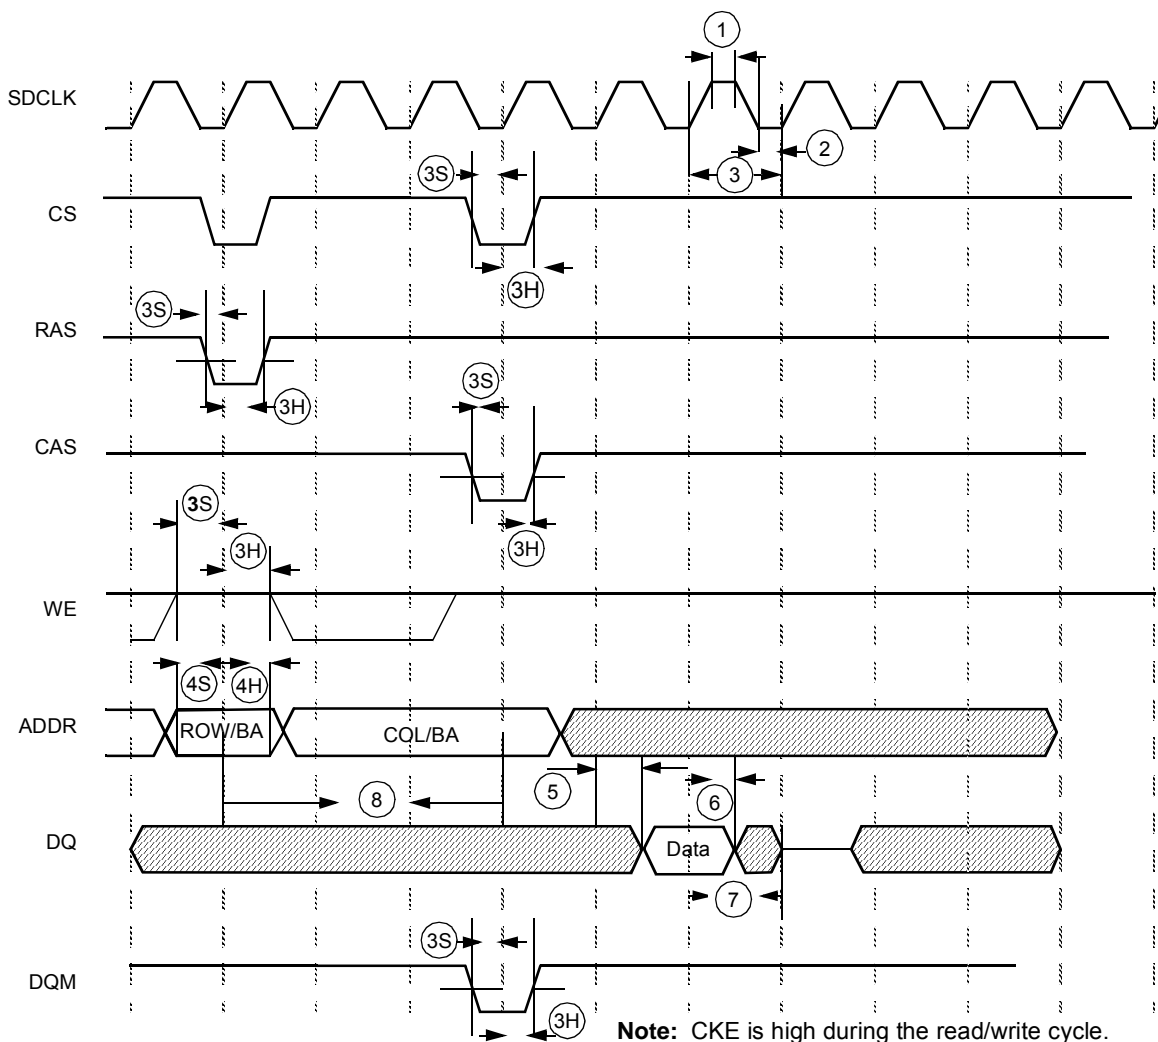 1
SDCLK
2
3S
3
CS
3H
3S
RAS
3S
3H
CAS
3S
3H
3H
WE
4S
4H
ADDR
ROW/BA
COL/BA
5
8
6
DQ
Data
7
3S
DQM
3H
Note: CKE is high during the read/write cycle.